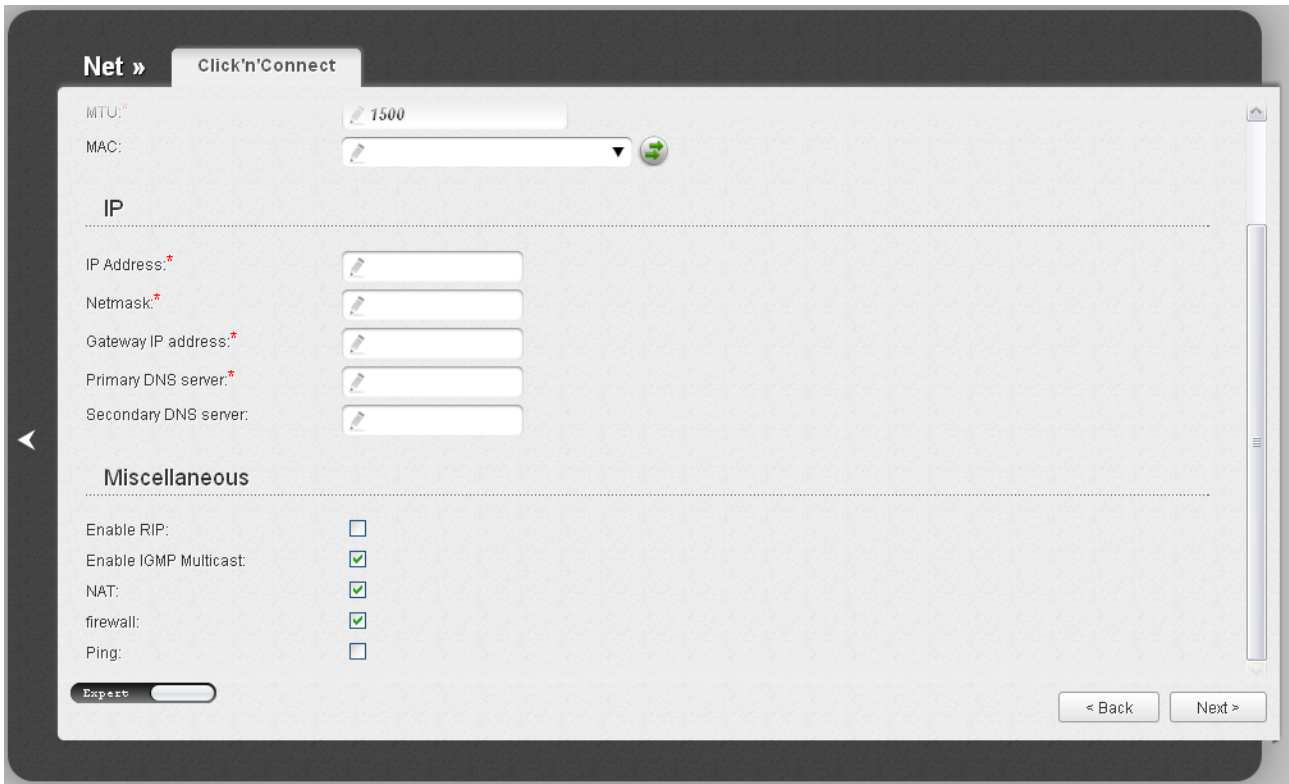 Net » Click'n'Connect
MTU:* 1500
MAC:
IP
IP Address:*
Netmask:*
Gateway IP address:*
Primary DNS server:*
Secondary DNS server:
Miscellaneous
Enable RIP:
Enable IGMP Multicast:
NAT:
firewall:
Ping:
Expert
< Back Next >